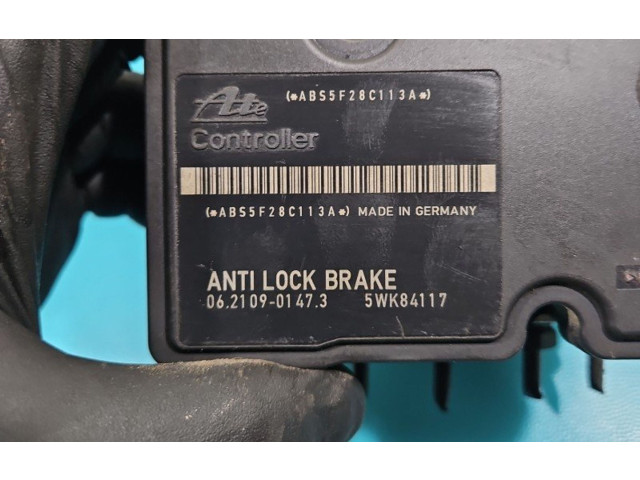 (*ABS5F28C113A*)
Ate
Controller
(*ABS5F28C113A*) MADE IN GERMANY
ANTI LOCK BRAKE
06.2109-0147.3 5WK84117